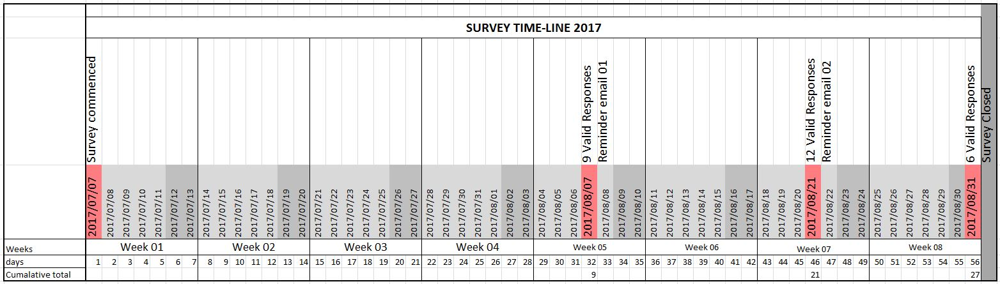 SURVEY TIME-LINE 2017
Survey commenced
9 Valid Responses
Reminder email 01
12 Valid Responses
Reminder email 02
6 Valid Responses
Survey Closed
2017/07/07 2017/07/08 2017/07/09 2017/07/10 2017/07/11 2017/07/12 2017/07/13 2017/07/14 2017/07/15 2017/07/16 2017/07/17 2017/07/18 2017/07/19 2017/07/20 2017/07/21 2017/07/22 2017/07/23 2017/07/24 2017/07/25 2017/07/26 2017/07/27 2017/07/28 2017/07/29 2017/07/30 2017/07/31 2017/08/01 2017/08/02 2017/08/03 2017/08/04 2017/08/05 2017/08/06 2017/08/07 2017/08/09 2017/08/10 2017/08/11 2017/08/12 2017/08/13 2017/08/14 2017/08/15 2017/08/16 2017/08/17 2017/08/18 2017/08/19 2017/08/20 2017/08/21 2017/08/22 2017/08/23 2017/08/24 2017/08/25 2017/08/26 2017/08/27 2017/08/28 2017/08/29 2017/08/30 2017/08/31
Weeks Week 01 Week 02 Week 03 Week 04 Week 05 Week 06 Week 07 Week 08
days 1 2 3 4 5 6 7 8 9 10 11 12 13 14 15 16 17 18 19 20 21 22 23 24 25 26 27 28 29 30 31 32 33 34 35 36 37 38 39 40 41 42 43 44 45 46 47 48 49 50 51 52 53 54 55 56
Cumalative total 9 21 27